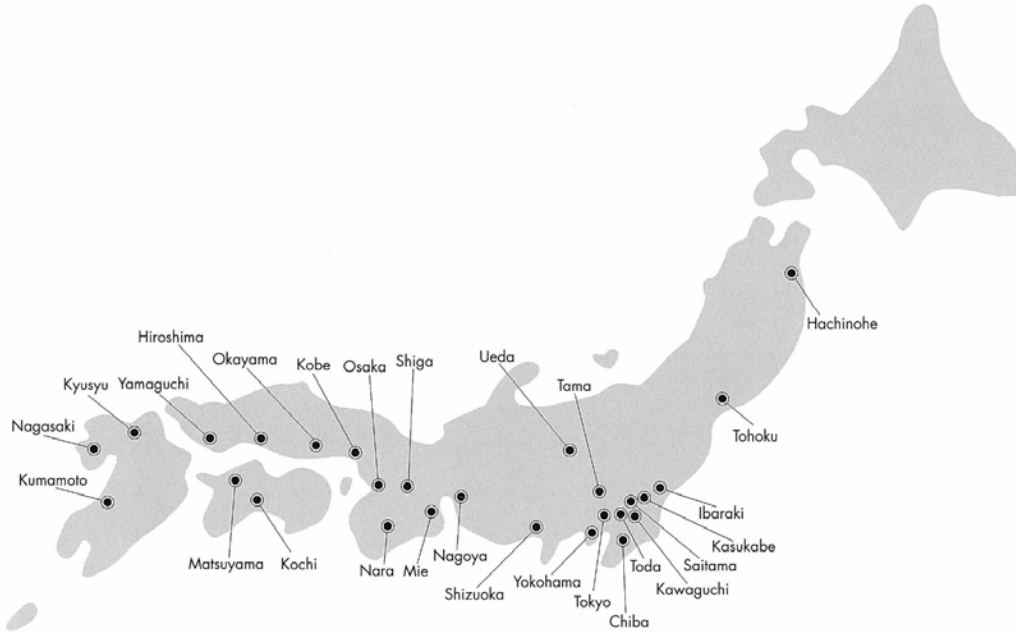 Hachinohe
Hiroshima
Okayama
Kobe
Osaka
Shiga
Ueda
Kyusyu
Yamaguchi
Tama
Nagasaki
Tohoku
Kumamoto
Ibaraki
Kasukabe
Matsuyama
Kochi
Nara
Mie
Nagoya
Shizuoka
Yokohama
Tokyo
Toda
Saitama
Kawaguchi
Chiba